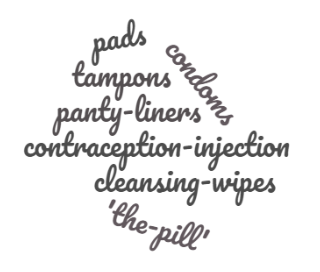 pads
condoms
tampons
panty-liners
contraception-injection
cleansing-wipes
'the-pill'